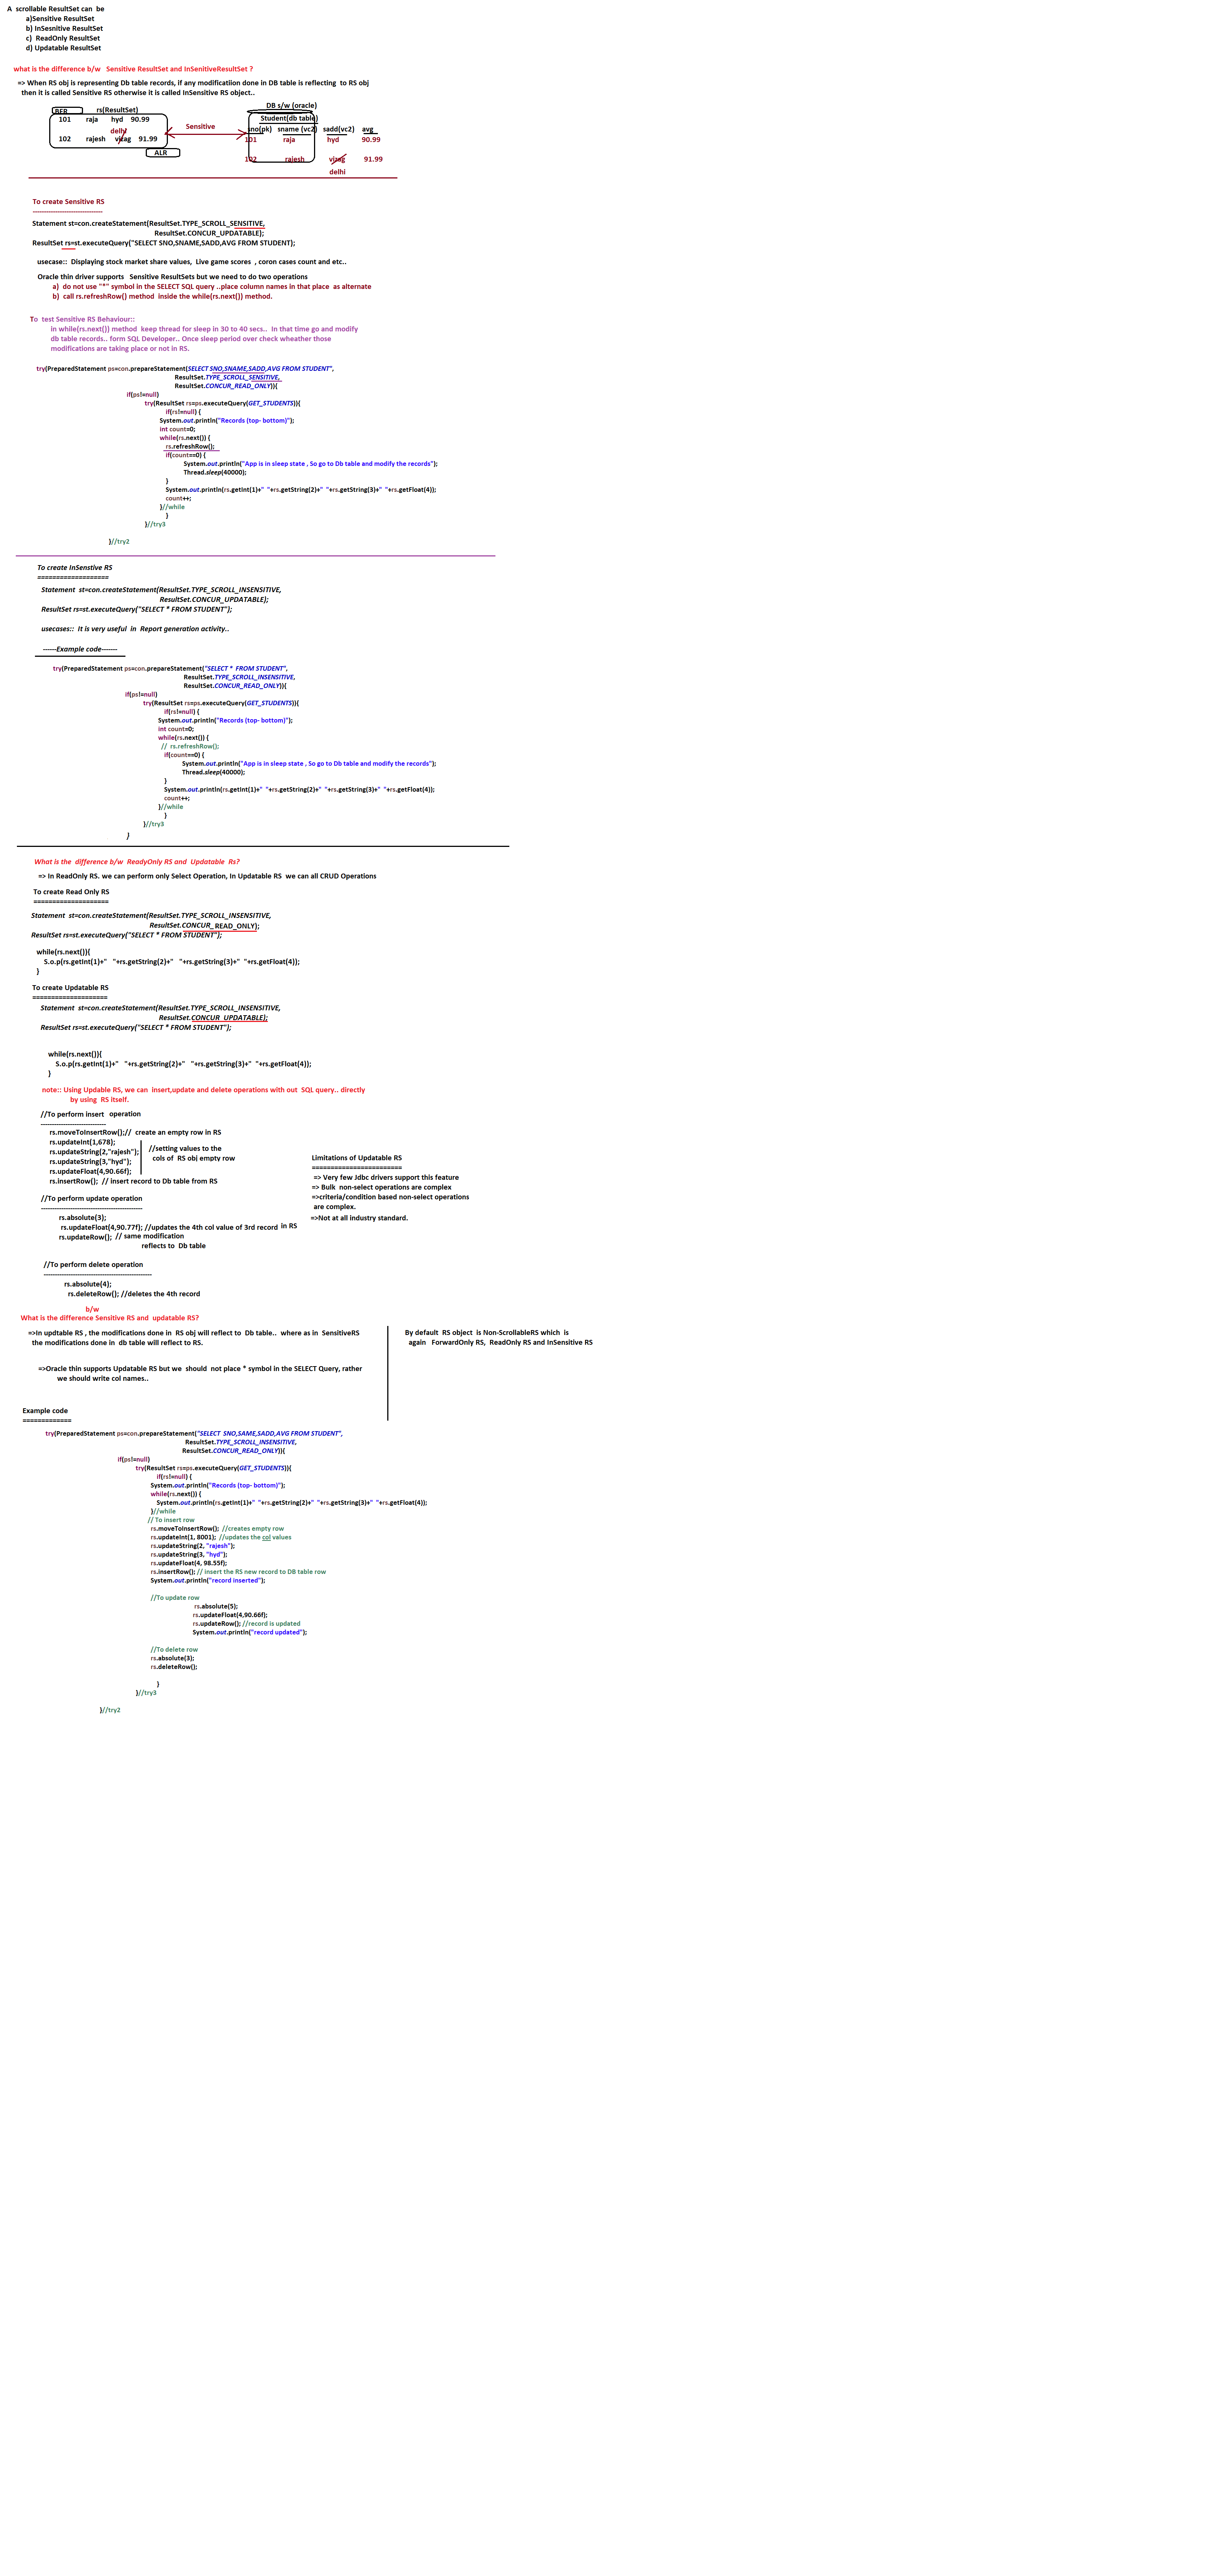 A  scrollable ResultSet can  be
a)Sensitive ResultSet
b) InSesnitive ResultSet
c)  ReadOnly ResultSet
d) Updatable ResultSet
what is the difference b/w   Sensitive ResultSet and InSenitiveResultSet ?
=> When RS obj is representing Db table records, if any modificatiion done in DB table is reflecting  to RS obj
then it is called Sensitive RS otherwise it is called InSensitive RS object..
DB s/w (oracle)
BFR    rs(ResultSet)
Student(db table)
101   raja   hyd   90.99
sno(pk)   sname (vc2)   sadd(vc2)   avg
delhi
Sensitive
102   rajesh   vizag   91.99
101   raja   hyd   90.99
ALR
102   rajesh   vizag   91.99
delhi
To create Sensitive RS
------------------------------
Statement st=con.createStatement(ResultSet.TYPE_SCROLL_SENSITIVE,
ResultSet.CONCUR_UPDATABLE);
ResultSet rs=st.executeQuery("SELECT SNO,SNAME,SADD,AVG FROM STUDENT);
usecase::  Displaying stock market share values,  Live game scores  , coron cases count and etc..
Oracle thin driver supports   Sensitive ResultSets but we need to do two operations
a)  do not use "*" symbol in the SELECT SQL query ..place column names in that place  as alternate
b)  call rs.refreshRow() method  inside the while(rs.next()) method.
To  test Sensitive RS Behaviour::
in while(rs.next()) method  keep thread for sleep in 30 to 40 secs..  In that time go and modify
db table records.. form SQL Developer.. Once sleep period over check wheather those
modifications are taking place or not in RS.
try(PreparedStatement ps=con.prepareStatement(SELECT SNO,SNAME,SADD,AVG FROM STUDENT",
ResultSet.TYPE_SCROLL_SENSITIVE,
ResultSet.CONCUR_READ_ONLY)){
if(ps!=null)
try(ResultSet rs=ps.executeQuery(GET_STUDENTS)){
if(rs!=null) {
System.out.println("Records (top- bottom)");
int count=0;
while(rs.next()) {
rs.refreshRow();
if(count==0) {
System.out.println("App is in sleep state , So go to Db table and modify the records");
Thread.sleep(40000);
}
System.out.println(rs.getInt(1)+"  "+rs.getString(2)+"  "+rs.getString(3)+"  "+rs.getFloat(4));
count++;
}//while
}
}//try3
}//try2
To create InSenstive RS
===================
Statement  st=con.createStatement(ResultSet.TYPE_SCROLL_INSENSITIVE,
ResultSet.CONCUR_UPDATABLE);
ResultSet rs=st.executeQuery("SELECT * FROM STUDENT");
usecases::  It is very useful  in  Report generation activity..
------Example code-------
try(PreparedStatement ps=con.prepareStatement("SELECT *  FROM STUDENT",
ResultSet.TYPE_SCROLL_INSENSITIVE,
ResultSet.CONCUR_READ_ONLY)){
if(ps!=null)
try(ResultSet rs=ps.executeQuery(GET_STUDENTS)){
if(rs!=null) {
System.out.println("Records (top- bottom)");
int count=0;
while(rs.next()) {
//  rs.refreshRow();
if(count==0) {
System.out.println("App is in sleep state , So go to Db table and modify the records");
Thread.sleep(40000);
}
System.out.println(rs.getInt(1)+"  "+rs.getString(2)+"  "+rs.getString(3)+"  "+rs.getFloat(4));
count++;
}//while
}
}//try3
}
What is the  difference b/w  ReadyOnly RS and  Updatable  Rs?
=> In ReadOnly RS. we can perform only Select Operation, In Updatable RS  we can all CRUD Operations
To create Read Only RS
====================
Statement  st=con.createStatement(ResultSet.TYPE_SCROLL_INSENSITIVE,
ResultSet.CONCUR_READ_ONLY);
ResultSet rs=st.executeQuery("SELECT * FROM STUDENT");
while(rs.next()){
S.o.p(rs.getInt(1)+"   "+rs.getString(2)+"   "+rs.getString(3)+"  "+rs.getFloat(4));
}
To create Updatable RS
====================
Statement  st=con.createStatement(ResultSet.TYPE_SCROLL_INSENSITIVE,
ResultSet.CONCUR_UPDATABLE);
ResultSet rs=st.executeQuery("SELECT * FROM STUDENT");
while(rs.next()){
S.o.p(rs.getInt(1)+"   "+rs.getString(2)+"   "+rs.getString(3)+"  "+rs.getFloat(4));
}
note:: Using Updable RS, we can  insert,update and delete operations with out  SQL query.. directly
by using  RS itself.
//To perform insert  operation
----------------------------
rs.moveToInsertRow();//  create an empty row in RS
rs.updateInt(1,678);
rs.updateString(2,"rajesh");   //setting values to the
rs.updateString(3,"hyd");   cols of  RS obj empty row
rs.updateFloat(4,90.66f);
rs.insertRow();  // insert record to Db table from RS
Limitations of Updatable RS
========================
=> Very few Jdbc drivers support this feature
=> Bulk  non-select operations are complex
=>criteria/condition based non-select operations
are complex.
=>Not at all industry standard.
//To perform update operation
--------------------------------------------
rs.absolute(3);
rs.updateFloat(4,90.77f); //updates the 4th col value of 3rd record  in RS
rs.updateRow();  // same modification
reflects to  Db table
//To perform delete operation
-----------------------------------------------
rs.absolute(4);
rs.deleteRow(); //deletes the 4th record
b/w
What is the difference Sensitive RS and  updatable RS?
=>In updtable RS , the modifications done in  RS obj will reflect to  Db table..  where as in  SensitiveRS
the modifications done in  db table will reflect to RS.
By default  RS object  is Non-ScrollableRS which  is
again   ForwardOnly RS,  ReadOnly RS and InSensitive RS
=>Oracle thin supports Updatable RS but we  should  not place * symbol in the SELECT Query, rather
we should write col names..
Example code
=============
try(PreparedStatement ps=con.prepareStatement("SELECT  SNO,SAME,SADD,AVG FROM STUDENT",
ResultSet.TYPE_SCROLL_INSENSITIVE,
ResultSet.CONCUR_READ_ONLY)){
if(ps!=null)
try(ResultSet rs=ps.executeQuery(GET_STUDENTS)){
if(rs!=null) {
System.out.println("Records (top- bottom)");
while(rs.next()) {
System.out.println(rs.getInt(1)+"  "+rs.getString(2)+"  "+rs.getString(3)+"  "+rs.getFloat(4));
}//while
// To insert row
rs.moveToInsertRow();  //creates empty row
rs.updateInt(1, 8001);  //updates the col values
rs.updateString(2, "rajesh");
rs.updateString(3, "hyd");
rs.updateFloat(4, 98.55f);
rs.insertRow(); // insert the RS new record to DB table row
System.out.println("record inserted");
//To update row
rs.absolute(5);
rs.updateFloat(4,90.66f);
rs.updateRow(); //record is updated
System.out.println("record updated");
//To delete row
rs.absolute(3);
rs.deleteRow();
}
}//try3
}//try2